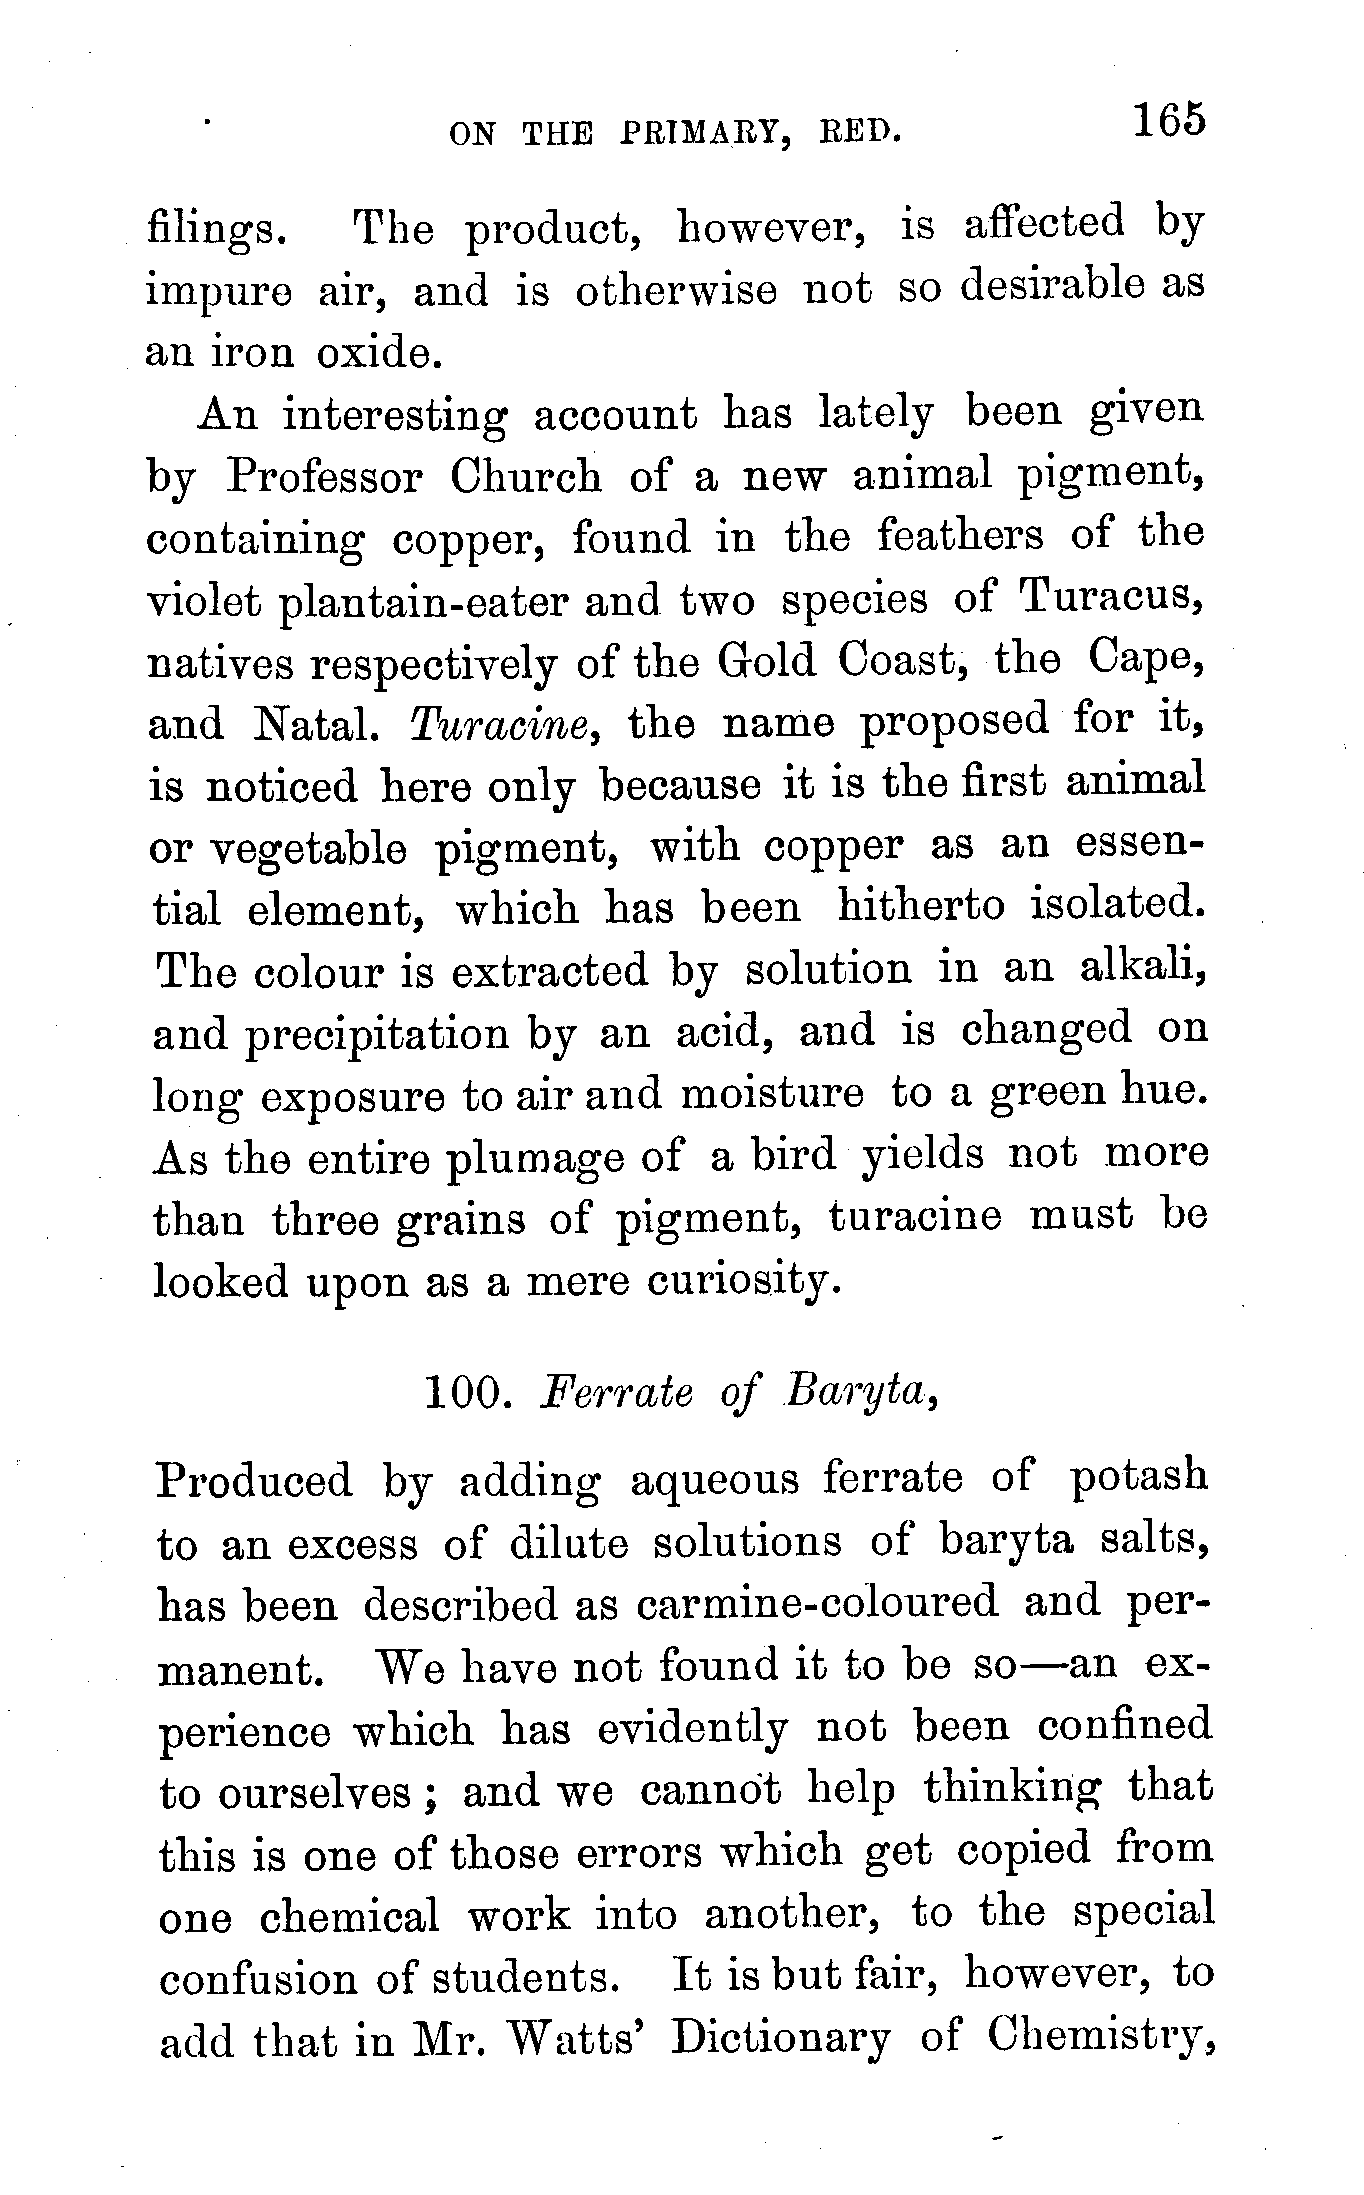 ON THE PRIMARY, RED. 165
filings. The product, however, is affected by
impure air, and is otherwise not so desirable as
an iron oxide.
An interesting account has lately been given
by Professor Church of a new animal pigment,
containing copper, found in the feathers of the
violet plantain-eater and two species of Turacus,
natives respectively of the Gold Coast, the Cape,
and Natal. Turacine, the name proposed for it,
is noticed here only because it is the first animal
or vegetable pigment, with copper as an essen-
tial element, which has been hitherto isolated.
The colour is extracted by solution in an alkali,
and precipitation by an acid, and is changed on
long exposure to air and moisture to a green hue.
As the entire plumage of a bird yields not more
than three grains of pigment, turacine must be
looked upon as a mere curiosity.
100. Ferrate of Baryta,
Produced by adding aqueous ferrate of potash
to an excess of dilute solutions of baryta salts,
has been described as carmine-coloured and per-
manent. We have not found it to be so—an ex-
perience which has evidently not been confined
to ourselves ; and we cannot help thinking that
this is one of those errors which get copied from
one chemical work into another, to the special
confusion of students. It is but fair, however, to
add that in Mr. Watts' Dictionary of Chemistry,